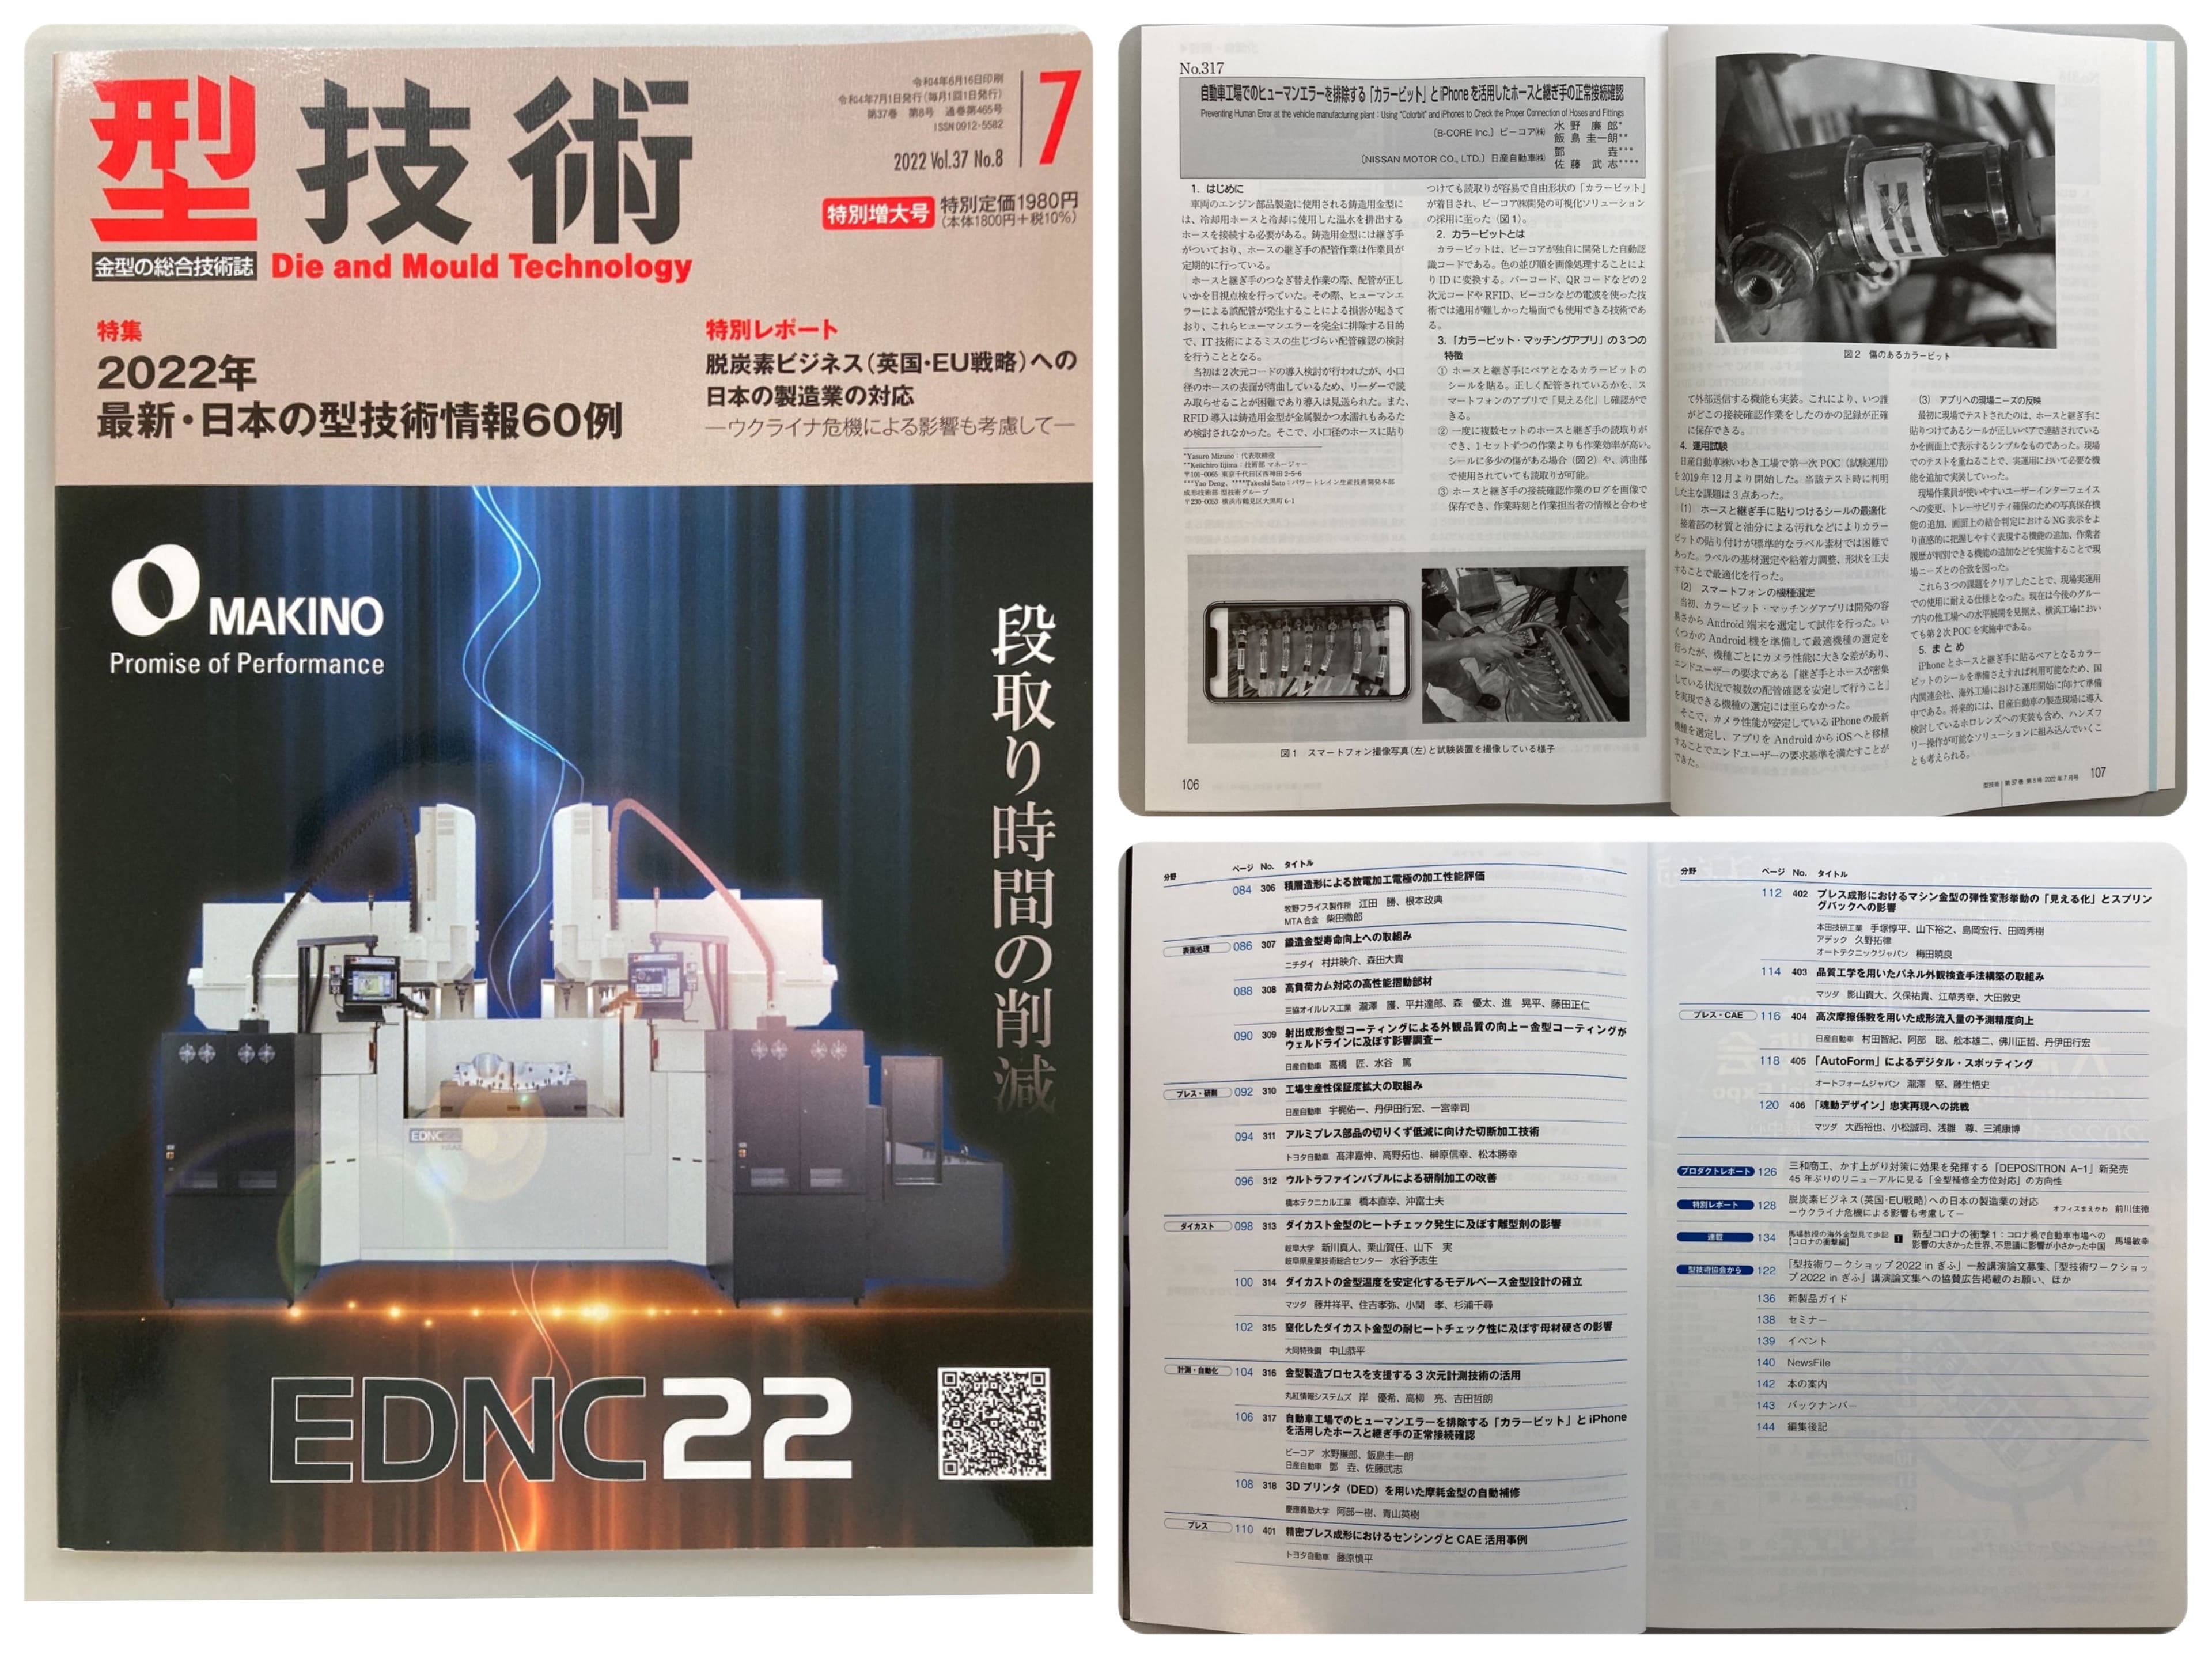 型技術
金型の総合技術誌 Die and Mould Technology
令和4年6月16日印刷
令和4年7月1日発行(毎月1回1日発行)
第37巻 第8号 通巻第465号
ISSN 0912-5582
2022 Vol.37 No.8
7
特別増大号 特別定価1980円
(本体1800円+税10%)
特集
2022年
最新・日本の型技術情報60例
特別レポート
脱炭素ビジネス(英国・EU戦略)への
日本の製造業の対応
―ウクライナ危機による影響も考慮して―
MAKINO
Promise of Performance
段取り時間の削減
EDNC
EDNC22
No.317
自動車工場でのヒューマンエラーを排除する「カラービット」とiPhoneを活用したホースと継ぎ手の正常接続確認
Preventing Human Error at the vehicle manufacturing plant : Using "Colorbit" and iPhones to Check the Proper Connection of Hoses and Fittings
〔B-CORE Inc.〕ビーコア㈱ 水野 廉郎*
飯島 圭一朗**
鄧 垚***
〔NISSAN MOTOR CO., LTD.〕日産自動車㈱ 佐藤 武志****
1. はじめに
車両のエンジン部品製造に使用される鋳造用金型に
は、冷却用ホースと冷却に使用した温水を排出する
ホースを接続する必要がある。鋳造用金型には継ぎ手
がついており、ホースの継ぎ手の配管作業は作業員が
定期的に行っている。
ホースと継ぎ手のつなぎ替え作業の際、配管が正し
いかを目視点検を行っていた。その際、ヒューマンエ
ラーによる誤配管が発生することによる損害が起きて
おり、これらヒューマンエラーを完全に排除する目的
で、IT技術によるミスの生じづらい配管確認の検討
を行うこととなる。
当初は2次元コードの導入検討が行われたが、小口
径のホースの表面が湾曲しているため、リーダーで読
み取らせることが困難であり導入は見送られた。また、
RFID導入は鋳造用金型が金属製かつ水濡れもあるた
め検討されなかった。そこで、小口径のホースに貼り
*Yasuro Mizuno:代表取締役
**Keiichiro Iijima:技術部 マネージャー
〒101-0065 東京千代田区西神田2-5-6
***Yao Deng、****Takeshi Sato:パワートレイン生産技術開発本部
成形技術部 型技術グループ
〒230-0053 横浜市鶴見区大黒町6-1
つけても読取りが容易で自由形状の「カラービット」
が着目され、ビーコア㈱開発の可視化ソリューション
の採用に至った(図1)。
2. カラービットとは
カラービットは、ビーコアが独自に開発した自動認
識コードである。色の並び順を画像処理することによ
りIDに変換する。バーコード、QRコードなどの2
次元コードやRFID、ビーコンなどの電波を使った技
術では適用が難しかった場面でも使用できる技術であ
る。
3.「カラービット・マッチングアプリ」の3つの
特徴
① ホースと継ぎ手にペアとなるカラービットの
シールを貼る。正しく配管されているかを、ス
マートフォンのアプリで「見える化」し確認がで
きる。
② 一度に複数セットのホースと継ぎ手の読取りが
でき、1セットずつの作業よりも作業効率が高い。
シールに多少の傷がある場合(図2)や、湾曲部
で使用されていても読取りが可能。
③ ホースと継ぎ手の接続確認作業のログを画像で
保存でき、作業時刻と作業担当者の情報と合わせ
図1 スマートフォン撮像写真(左)と試験装置を撮像している様子
106
図2 傷のあるカラービット
て外部送信する機能も実装。これにより、いつ誰
がどこの接続確認作業をしたのかの記録が正確
に保存できる。
4. 運用試験
日産自動車㈱いわき工場で第一次POC(試験運用)
を2019年12月より開始した。当該テスト時に判明
した主な課題は3点あった。
(1) ホースと継ぎ手に貼りつけるシールの最適化
接着部の材質と油分による汚れなどによりカラー
ビットの貼り付けが標準的なラベル素材では困難で
あった。ラベルの基材選定や粘着力調整、形状を工夫
することで最適化を行った。
(2) スマートフォンの機種選定
当初、カラービット・マッチングアプリは開発の容
易さからAndroid端末を選定して試作を行った。い
くつかのAndroid機を準備して最適機種の選定を
行ったが、機種ごとにカメラ性能に大きな差があり、
エンドユーザーの要求である「継ぎ手とホースが密集
している状況で複数の配管確認を安定して行うこと」
を実現できる機種の選定には至らなかった。
そこで、カメラ性能が安定しているiPhoneの最新
機種を選定し、アプリをAndroidからiOSへと移植
することでエンドユーザーの要求基準を満たすことが
できた。
(3) アプリへの現場ニーズの反映
最初に現場でテストされたのは、ホースと継ぎ手に
貼りつけてあるシールが正しいペアで連結されている
かを画面上で表示するシンプルなものであった。現場
でのテストを重ねることで、実運用において必要な機
能を追加で実装していった。
現場作業員が使いやすいユーザーインターフェイス
への変更、トレーサビリティ確保のための写真保存機
能の追加、画面上の結合判定におけるNG表示をよ
り直感的に把握しやすく表現する機能の追加、作業者
履歴が判別できる機能の追加などを実施することで現
場ニーズとの合致を図った。
これら3つの課題をクリアしたことで、現場実運用
での使用に耐える仕様となった。現在は今後のグルー
プ内の他工場への水平展開を見据え、横浜工場におい
ても第2次POCを実施中である。
5. まとめ
iPhoneとホースと継ぎ手に貼るペアとなるカラー
ビットのシールを準備さえすれば利用可能なため、国
内関連会社、海外工場における運用開始に向けて準備
中である。将来的には、日産自動車の製造現場に導入
検討しているホロレンズへの実装も含め、ハンズフ
リー操作が可能なソリューションに組み込んでいくこ
とも考えられる。
型技術 第37巻 第8号 2022年7月号 107
分野 ページ No. タイトル
084 306 積層造形による放電加工電極の加工性能評価
牧野フライス製作所 江田 勝、根本政典
MTA合金 柴田徹郎
表面処理 086 307 鍛造金型寿命向上への取組み
ニチダイ 村井映介、森田大貴
088 308 高負荷カム対応の高性能摺動部材
三協オイルレス工業 瀧澤 護、平井達郎、森 優太、進 晃平、藤田正仁
090 309 射出成形金型コーティングによる外観品質の向上－金型コーティングが
ウェルドラインに及ぼす影響調査－
日産自動車 高橋 匠、水谷 篤
プレス・研削 092 310 工場生産性保証度拡大の取組み
日産自動車 宇梶佑一、丹伊田行宏、一宮幸司
094 311 アルミプレス部品の切りくず低減に向けた切断加工技術
トヨタ自動車 髙津嘉伸、高野拓也、榊原信幸、松本勝幸
096 312 ウルトラファインバブルによる研削加工の改善
橋本テクニカル工業 橋本直幸、沖冨士夫
ダイカスト 098 313 ダイカスト金型のヒートチェック発生に及ぼす離型剤の影響
岐阜大学 新川真人、栗山賀任、山下 実
岐阜県産業技術総合センター 水谷予志生
100 314 ダイカストの金型温度を安定化するモデルベース金型設計の確立
マツダ 藤井祥平、住吉孝弥、小関 孝、杉浦千尋
102 315 窒化したダイカスト金型の耐ヒートチェック性に及ぼす母材硬さの影響
大同特殊鋼 中山恭平
計測・自動化 104 316 金型製造プロセスを支援する3次元計測技術の活用
丸紅情報システムズ 岸 優希、高柳 亮、吉田哲朗
106 317 自動車工場でのヒューマンエラーを排除する「カラービット」とiPhone
を活用したホースと継ぎ手の正常接続確認
ビーコア 水野廉郎、飯島圭一朗
日産自動車 鄧 垚、佐藤武志
108 318 3Dプリンタ(DED)を用いた摩耗金型の自動補修
慶應義塾大学 阿部一樹、青山英樹
プレス 110 401 精密プレス成形におけるセンシングとCAE活用事例
トヨタ自動車 藤原慎平
分野 ページ No. タイトル
112 402 プレス成形におけるマシン金型の弾性変形挙動の「見える化」とスプリン
グバックへの影響
本田技研工業 手塚惇平、山下裕之、島岡宏行、田岡秀樹
アデック 久野拓律
オートテクニックジャパン 梅田暁良
114 403 品質工学を用いたパネル外観検査手法構築の取組み
マツダ 影山貴大、久保祐貴、江草秀幸、大田敦史
プレス・CAE 116 404 高次摩擦係数を用いた成形流入量の予測精度向上
日産自動車 村田智紀、阿部 聡、舩本雄二、佛川正哲、丹伊田行宏
118 405 「AutoForm」によるデジタル・スポッティング
オートフォームジャパン 瀧澤 堅、藤生悟史
120 406 「魂動デザイン」忠実再現への挑戦
マツダ 大西裕也、小松誠司、浅雛 尊、三浦康博
プロダクトレポート 126 三和商工、かす上がり対策に効果を発揮する「DEPOSITRON A-1」新発売
45年ぶりのリニューアルに見る「金型補修全方位対応」の方向性
特別レポート 128 脱炭素ビジネス(英国・EU戦略)への日本の製造業の対応
－ウクライナ危機による影響も考慮して－ オフィスまえかわ 前川佳徳
連載 134 馬場教授の海外金型見て歩記【コロナの衝撃編】 1 新型コロナの衝撃1:コロナ禍で自動車市場への
影響の大きかった世界、不思議に影響が小さかった中国 馬場敏幸
型技術協会から 122 「型技術ワークショップ2022 in ぎふ」一般講演論文募集、「型技術ワークショッ
プ2022 in ぎふ」講演論文集への協賛広告掲載のお願い、ほか
136 新製品ガイド
138 セミナー
139 イベント
140 NewsFile
142 本の案内
143 バックナンバー
144 編集後記